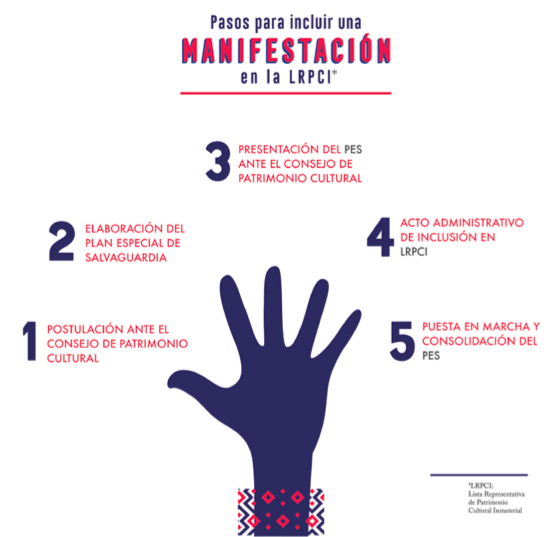 Pasos para incluir una
MANIFESTACIÓN
en la LRPCI*
3
PRESENTACIÓN DEL PES
ANTE EL CONSEJO DE
PATRIMONIO CULTURAL
2
ELABORACIÓN DEL
PLAN ESPECIAL DE
SALVAGUARDIA
4
ACTO ADMINISTRATIVO
DE INCLUSIÓN EN
LRPCI
1
POSTULACIÓN ANTE EL
CONSEJO DE PATRIMONIO
CULTURAL
5
PUESTA EN MARCHA Y
CONSOLIDACIÓN DEL
PES
*LRPCI:
Lista Representativa
de Patrimonio
Cultural Inmaterial